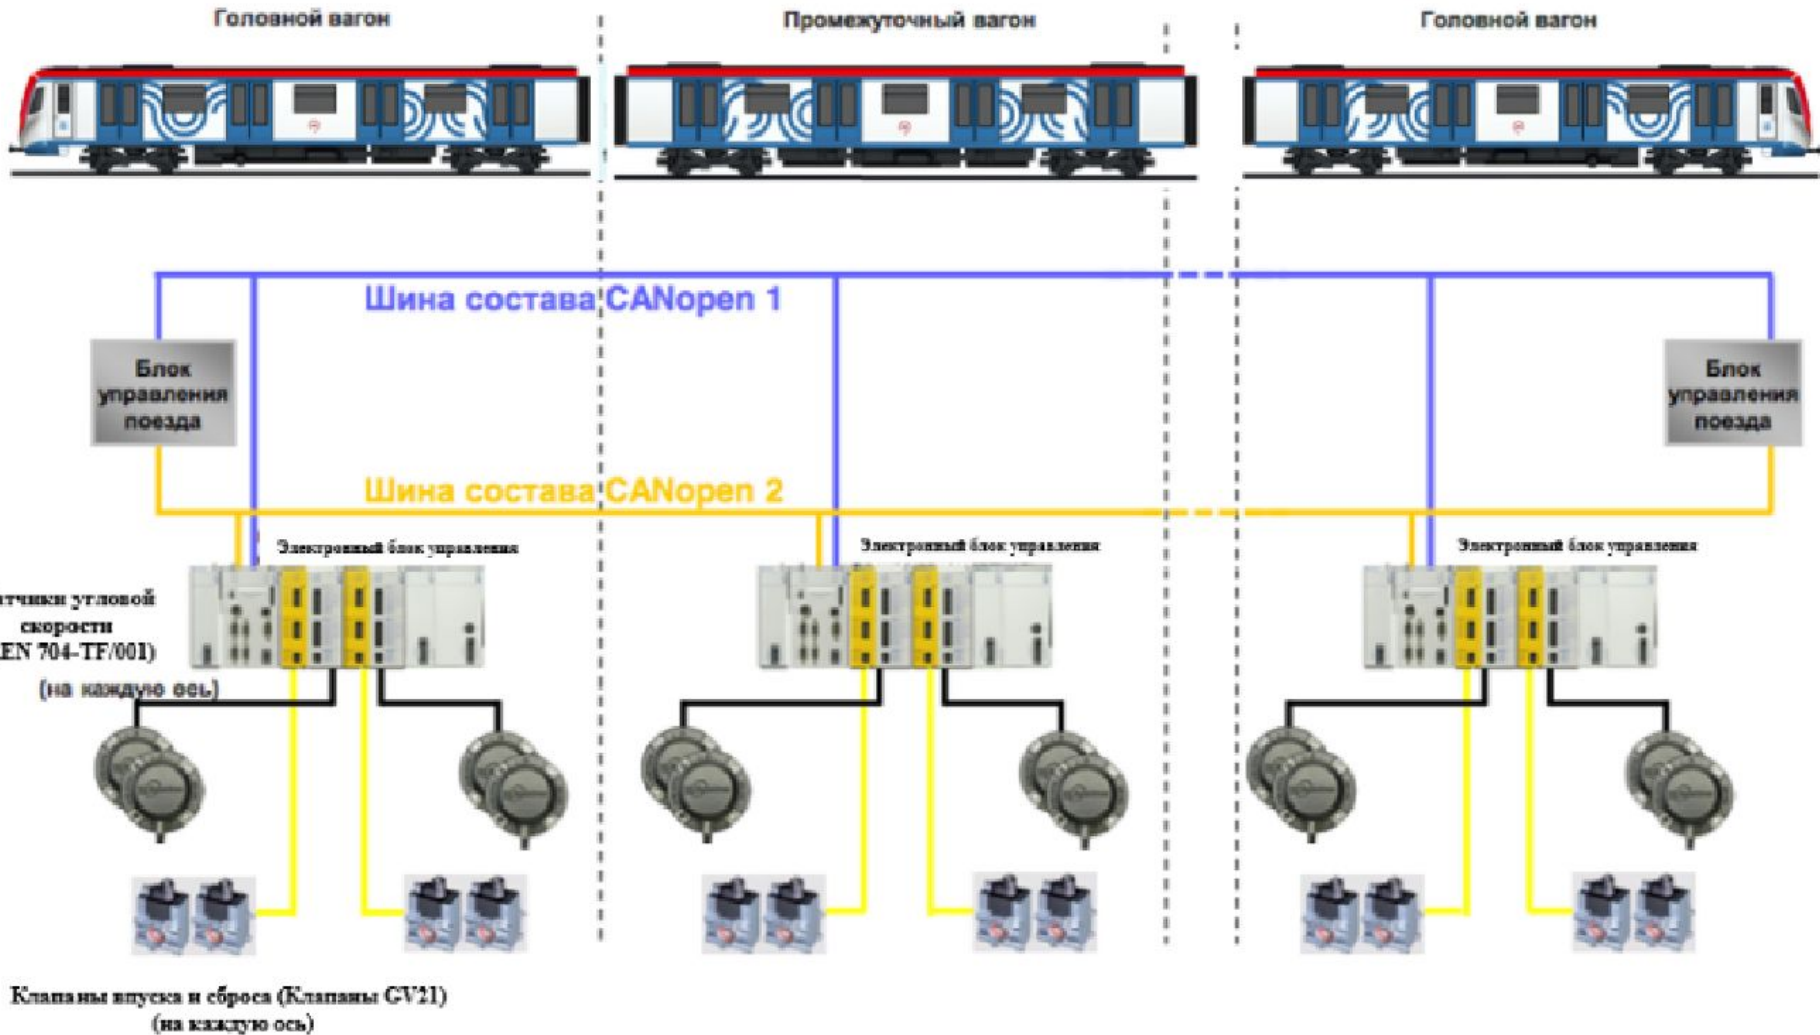 Головной вагон
Промежуточный вагон
Головной вагон
Шина состава CANopen 1
Блок
управления
поезда
Блок
управления
поезда
Шина состава CANopen 2
Электронный блок управления
Электронный блок управления
Электронный блок управления
тчики угловой
скорости
EN 704-TF/001)
(на каждую ось)
Клапаны впуска и сброса (Клапаны GV21)
(на каждую ось)